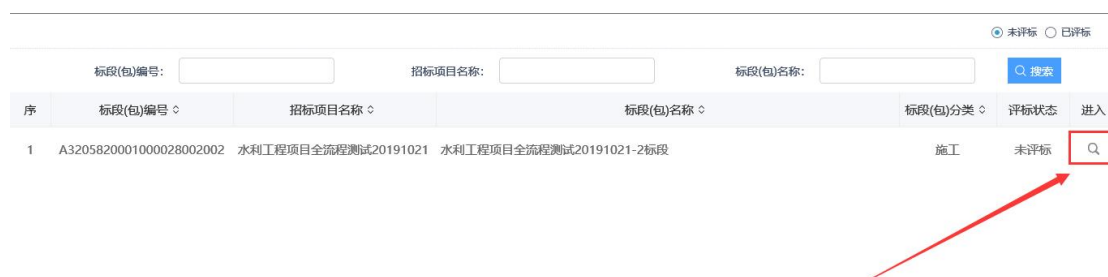 未评标 已评标
标段(包)编号： 招标项目名称： 标段(包)名称： 搜索
序 标段(包)编号 招标项目名称 标段(包)名称 标段(包)分类 评标状态 进入
1 A3205820001000028002002 水利工程项目全流程测试20191021 水利工程项目全流程测试20191021-2标段 施工 未评标